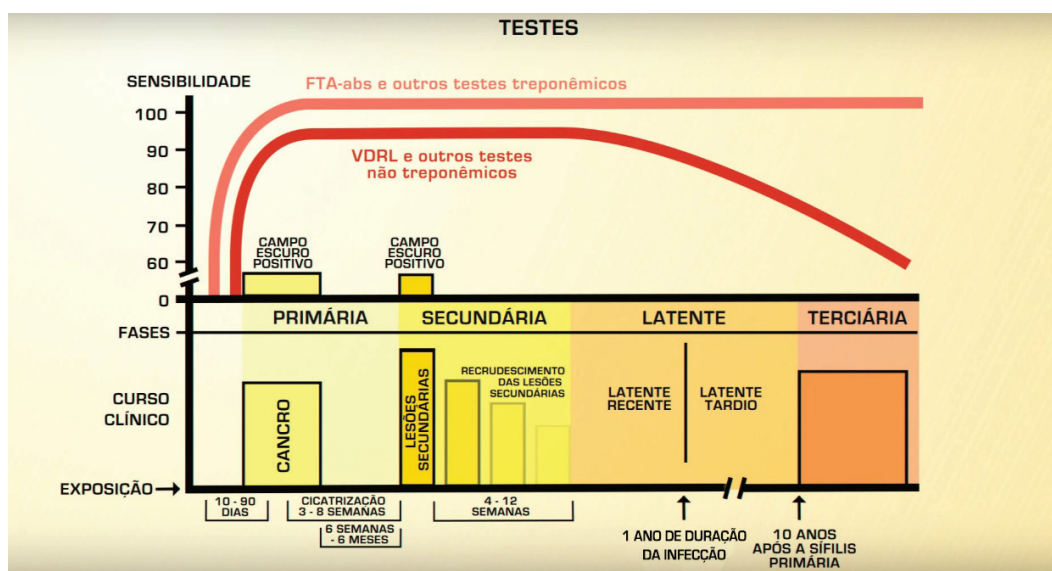 TESTES
SENSIBILIDADE
FTA-abs e outros testes treponêmicos
100
90
80
70
60
0
VDRL e outros testes
não treponêmicos
CAMPO
ESCURO
POSITIVO
CAMPO
ESCURO
POSITIVO
FASES
PRIMÁRIA
SECUNDÁRIA
LATENTE
TERCIÁRIA
CURSO
CLÍNICO
CANCRO
LESÕES
SECUNDÁRIAS
RECRUDESCIMENTO
DAS LESÕES
SECUNDÁRIAS
LATENTE
RECENTE
LATENTE
TARDIO
EXPOSIÇÃO
10 - 90
DIAS
CICATRIZAÇÃO
3 - 8 SEMANAS
6 SEMANAS
- 6 MESES
4 - 12
SEMANAS
1 ANO DE DURAÇÃO
DA INFECÇÃO
10 ANOS
APÓS A SÍFILIS
PRIMÁRIA